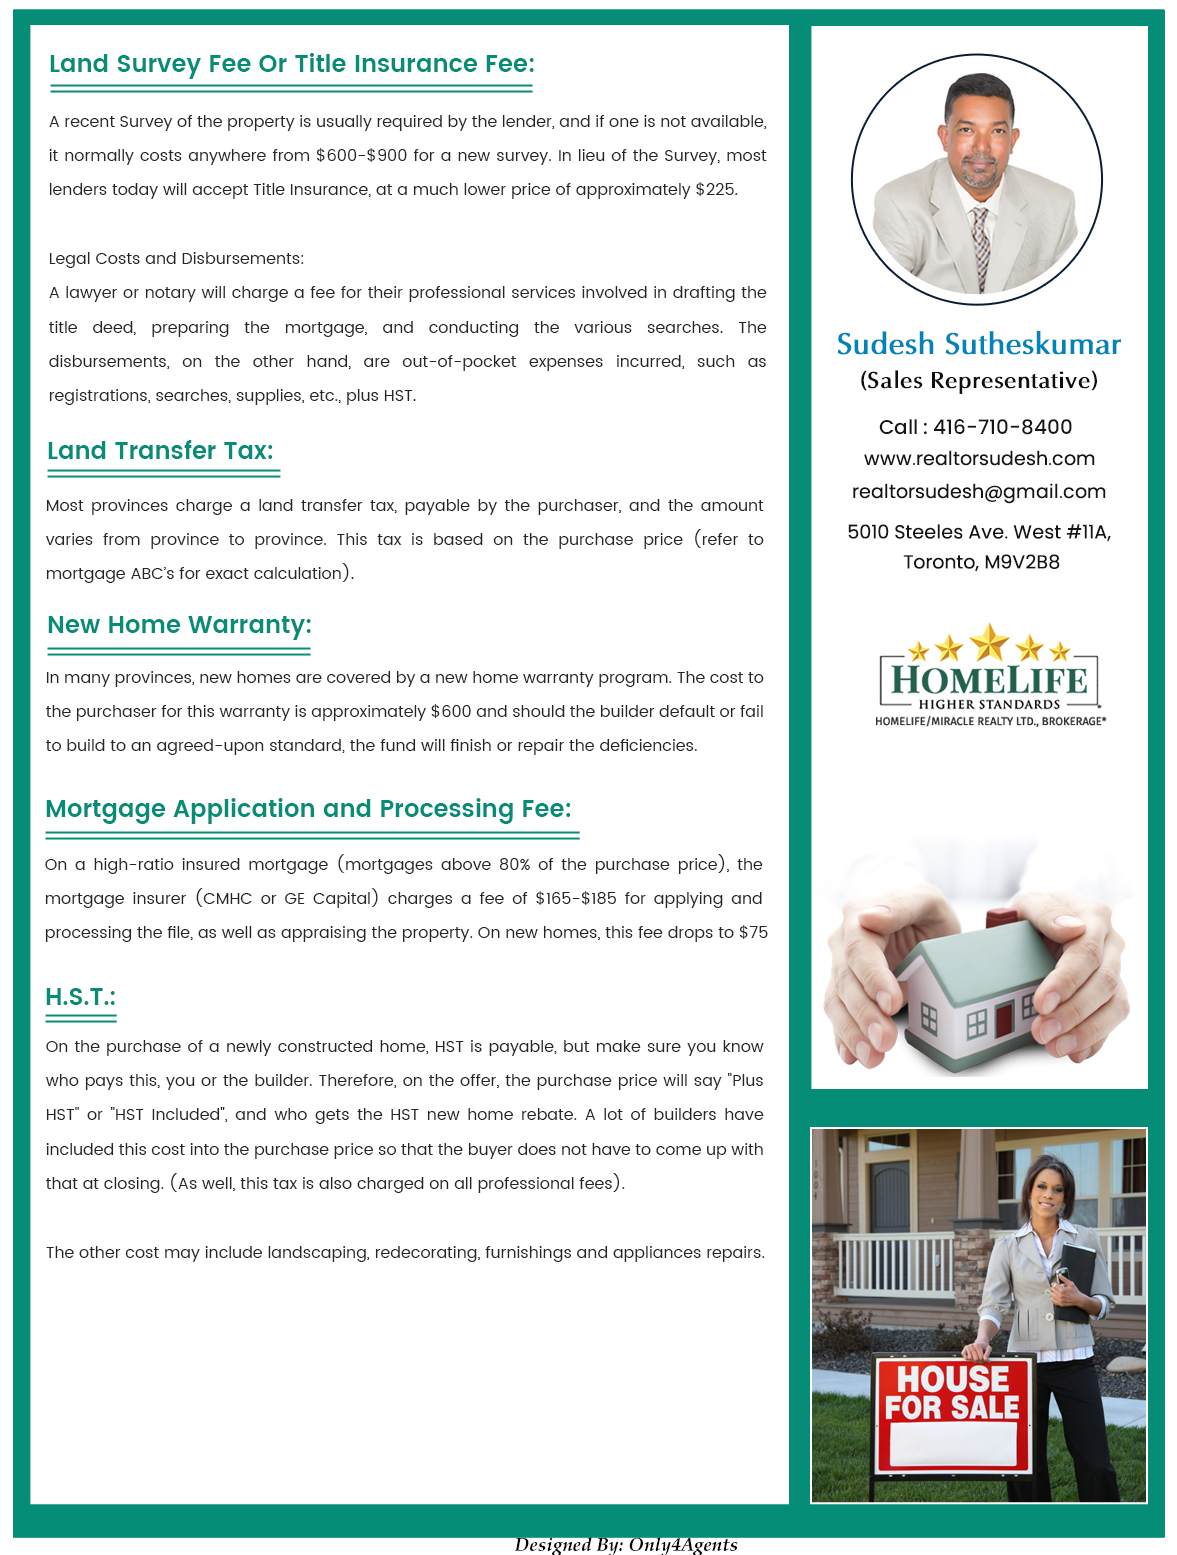 Land Survey Fee Or Title Insurance Fee:
A recent Survey of the property is usually required by the lender, and if one is not available,
it normally costs anywhere from $600-$900 for a new survey. In lieu of the Survey, most
lenders today will accept Title Insurance, at a much lower price of approximately $225.
Legal Costs and Disbursements:
A lawyer or notary will charge a fee for their professional services involved in drafting the
title deed, preparing the mortgage, and conducting the various searches. The
disbursements, on the other hand, are out-of-pocket expenses incurred, such as
registrations, searches, supplies, etc., plus HST.
Land Transfer Tax:
Most provinces charge a land transfer tax, payable by the purchaser, and the amount
varies from province to province. This tax is based on the purchase price (refer to
mortgage ABC's for exact calculation).
New Home Warranty:
In many provinces, new homes are covered by a new home warranty program. The cost to
the purchaser for this warranty is approximately $600 and should the builder default or fail
to build to an agreed-upon standard, the fund will finish or repair the deficiencies.
Mortgage Application and Processing Fee:
On a high-ratio insured mortgage (mortgages above 80% of the purchase price), the
mortgage insurer (CMHC or GE Capital) charges a fee of $165-$185 for applying and
processing the file, as well as appraising the property. On new homes, this fee drops to $75
H.S.T.:
On the purchase of a newly constructed home, HST is payable, but make sure you know
who pays this, you or the builder. Therefore, on the offer, the purchase price will say "Plus
HST" or "HST Included", and who gets the HST new home rebate. A lot of builders have
included this cost into the purchase price so that the buyer does not have to come up with
that at closing. (As well, this tax is also charged on all professional fees).
The other cost may include landscaping, redecorating, furnishings and appliances repairs.
Sudesh Sutheskumar
(Sales Representative)
Call : 416-710-8400
www.realtorsudesh.com
realtorsudesh@gmail.com
5010 Steeles Ave. West #11A,
Toronto, M9V2B8
HOMELIFE
HIGHER STANDARDS
HOMELIFE/MIRACLE REALTY LTD., BROKERAGE*
1004
HOUSE
FOR SALE
Designed By: Only4Agents